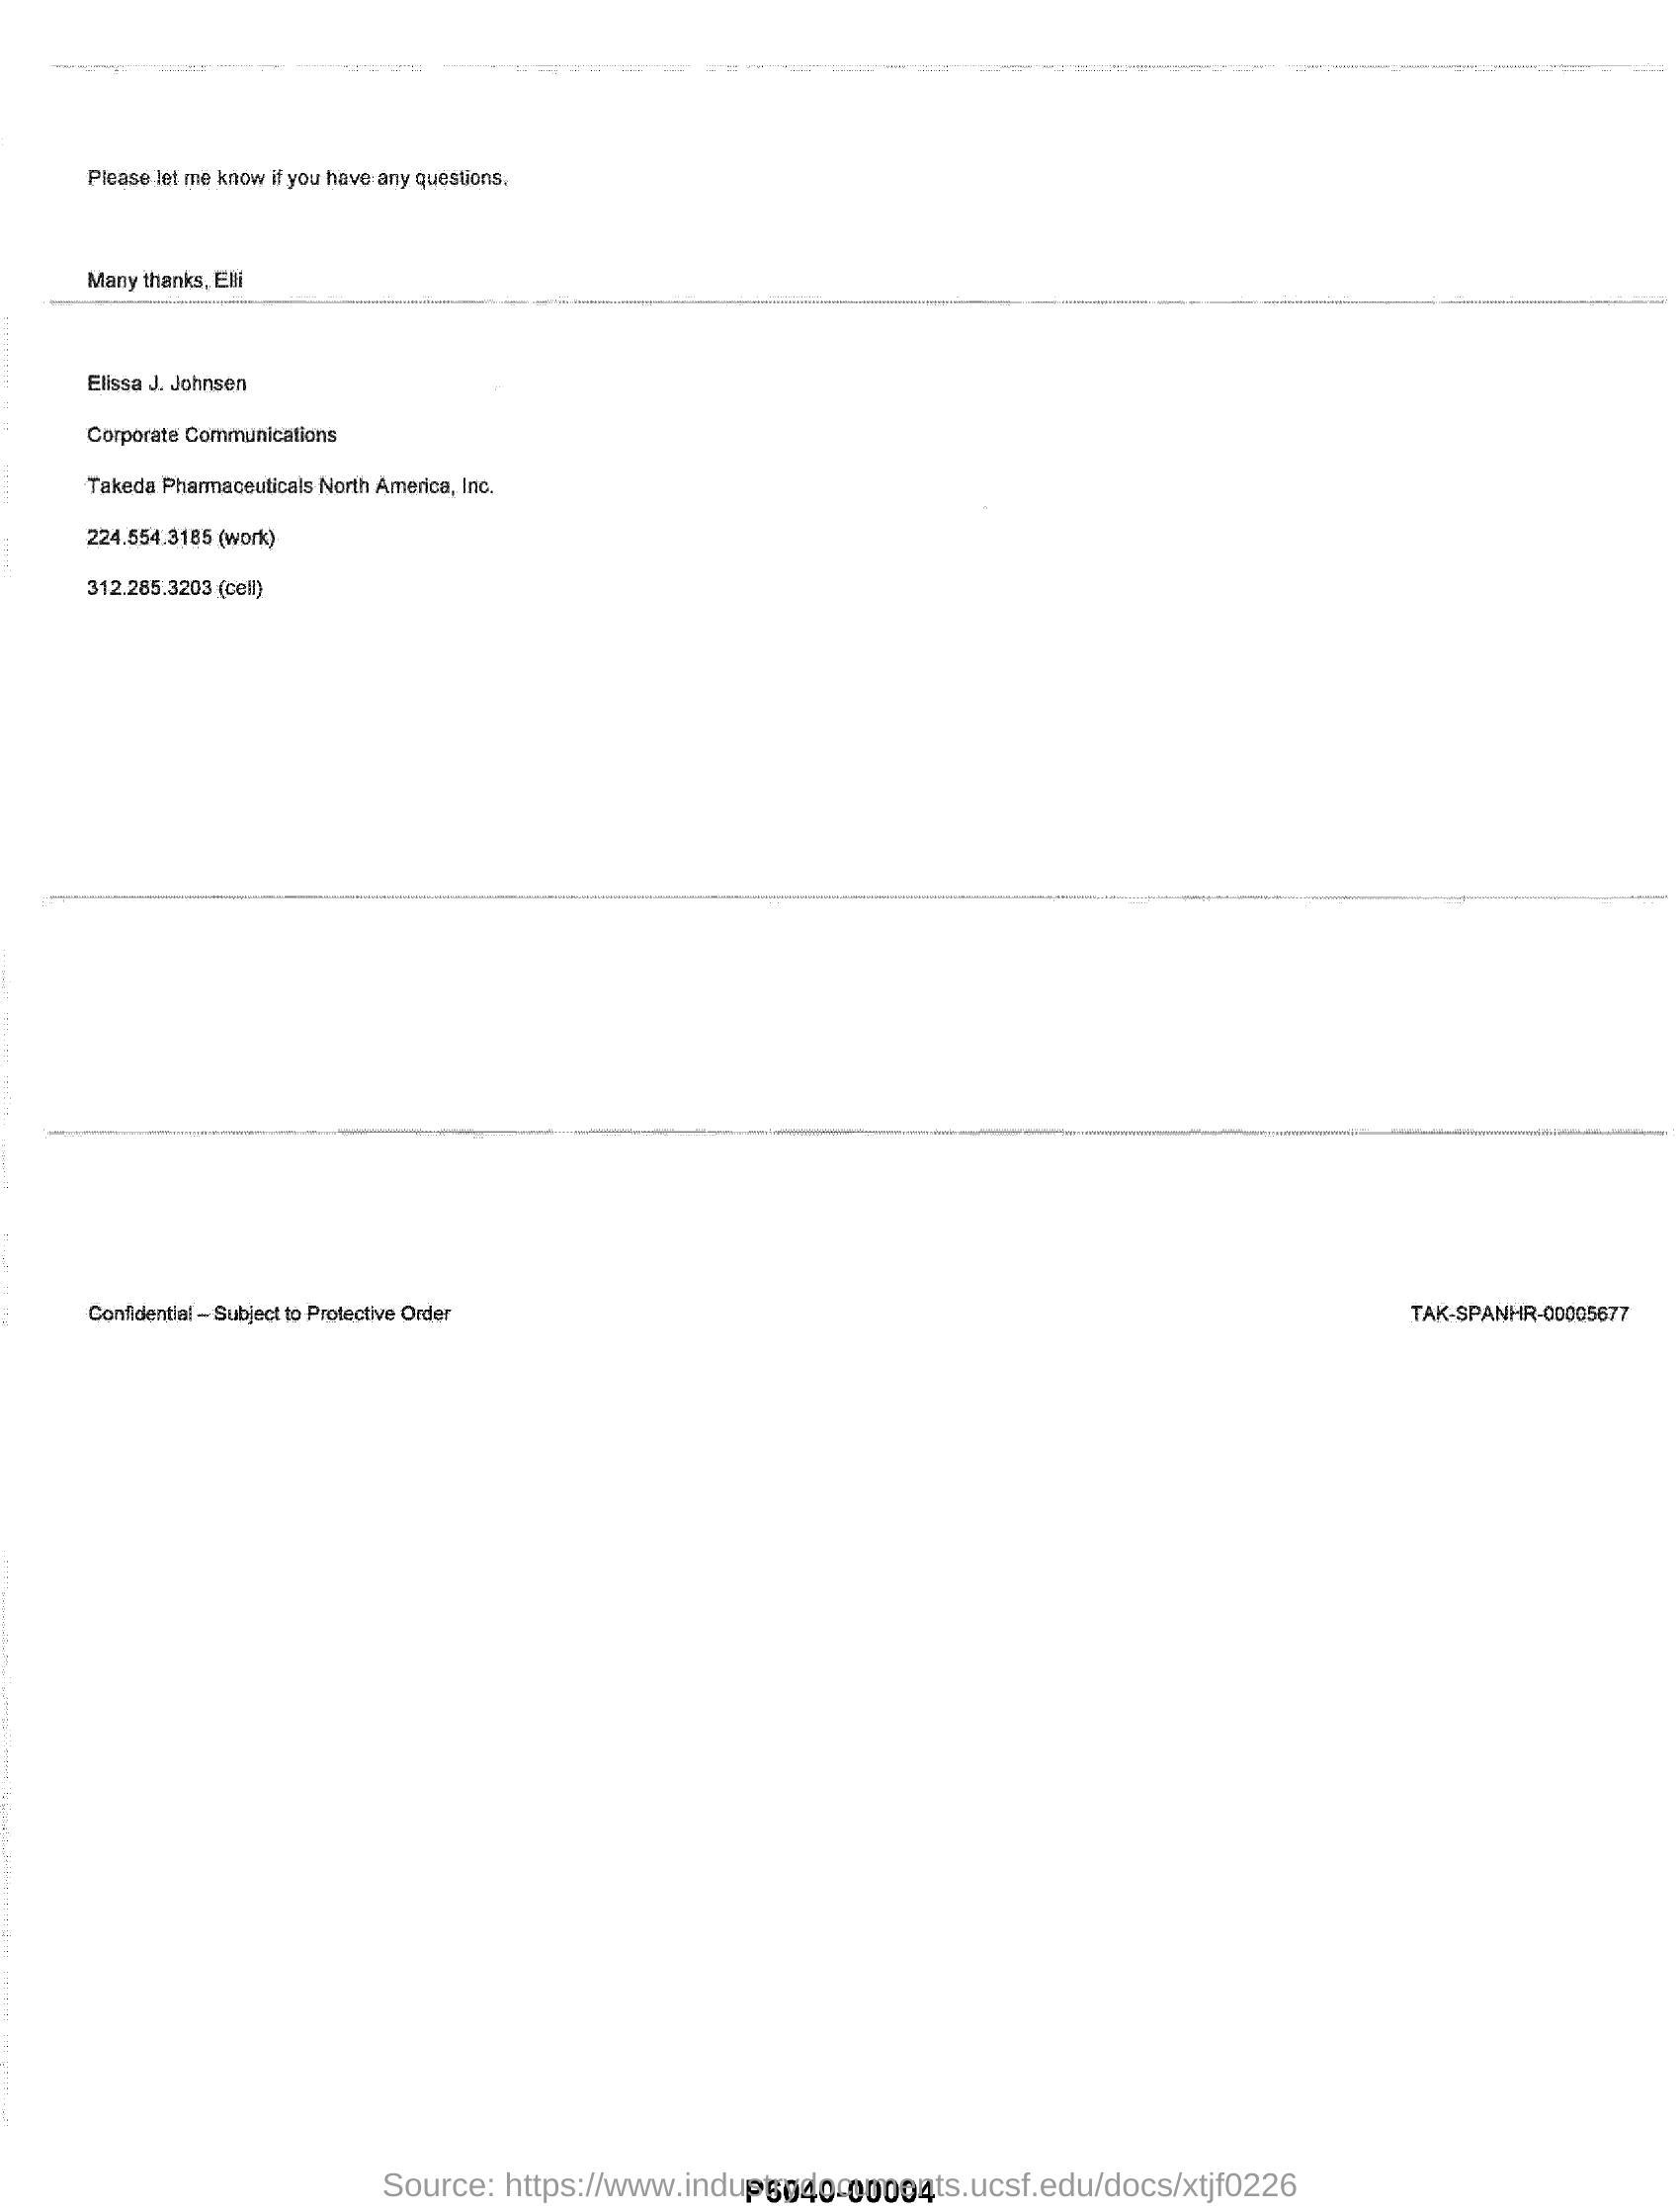 Please let me know if you have any questions.
Many thanks, Elli
Elissa J. Johnsen
Corporate Communications
Takeda Pharmaceuticals North America, Inc.
224.554.3185 (work)
312.285.3203 (cell)
Confidential – Subject to Protective Order
TAK-SPANHR-00005677
Source: https://www.industrydocuments.ucsf.edu/docs/xtjf0226